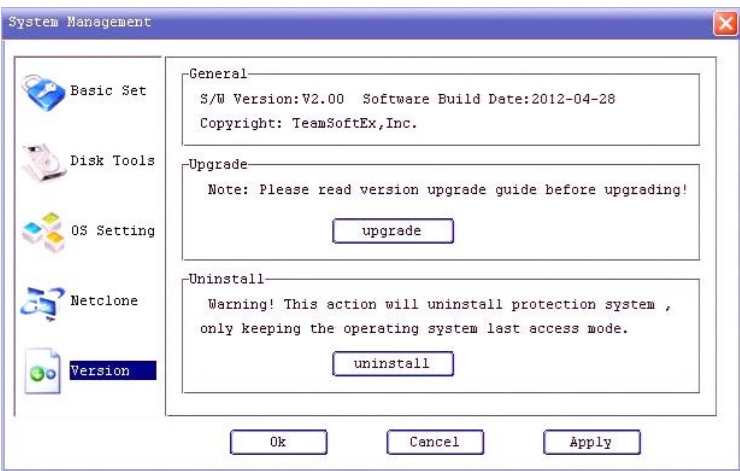 System Management
Basic Set
Disk Tools
OS Setting
Netclone
Version
General
S/W Version:V2.00 Software Build Date:2012-04-28
Copyright: TeamSoftEx,Inc.
Upgrade
Note: Please read version upgrade guide before upgrading!
upgrade
Uninstall
Warning! This action will uninstall protection system ,
only keeping the operating system last access mode.
uninstall
Ok Cancel Apply